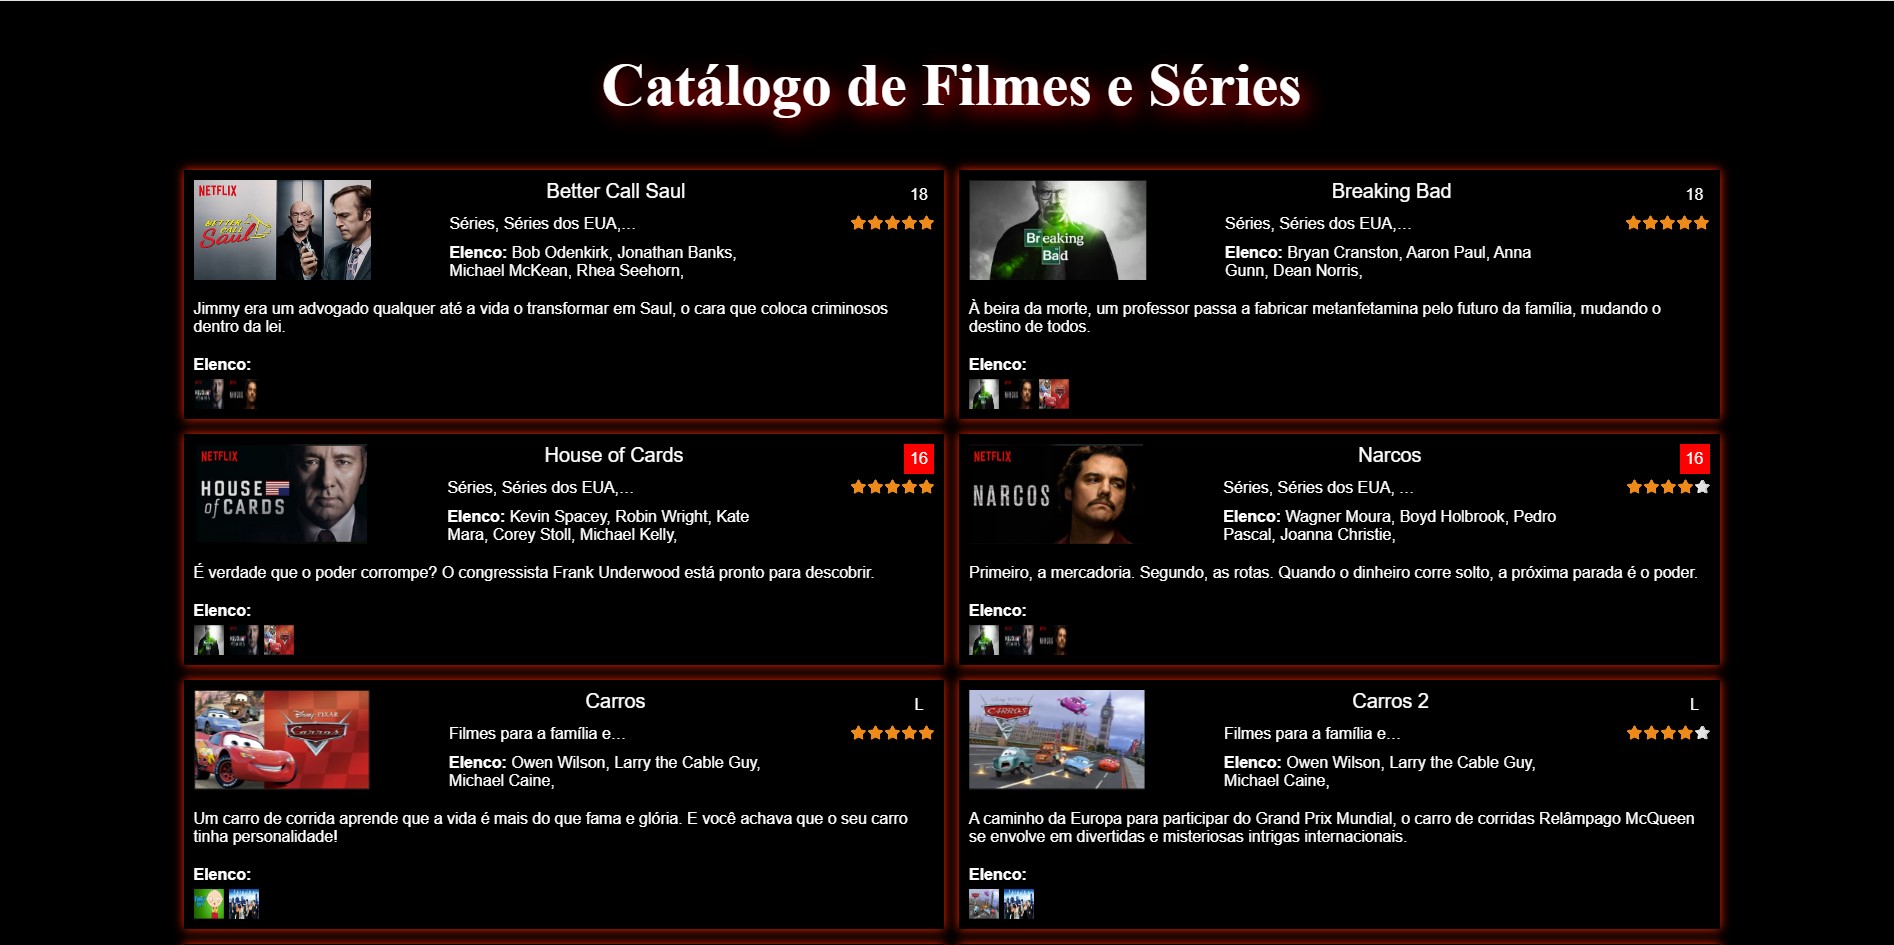 Catálogo de Filmes e Séries
NETFLIX
BETTER
CALL
Saul
Better Call Saul
18
Séries, Séries dos EUA,...
Elenco: Bob Odenkirk, Jonathan Banks,
Michael McKean, Rhea Seehorn,
Jimmy era um advogado qualquer até a vida o transformar em Saul, o cara que coloca criminosos
dentro da lei.
Elenco:
Breaking
Bad
Breaking Bad
18
Séries, Séries dos EUA,...
Elenco: Bryan Cranston, Aaron Paul, Anna
Gunn, Dean Norris,
À beira da morte, um professor passa a fabricar metanfetamina pelo futuro da família, mudando o
destino de todos.
Elenco:
NETFLIX
HOUSE
of CARDS
House of Cards
16
Séries, Séries dos EUA,...
Elenco: Kevin Spacey, Robin Wright, Kate
Mara, Corey Stoll, Michael Kelly,
É verdade que o poder corrompe? O congressista Frank Underwood está pronto para descobrir.
Elenco:
NETFLIX
NARCOS
Narcos
16
Séries, Séries dos EUA, ...
Elenco: Wagner Moura, Boyd Holbrook, Pedro
Pascal, Joanna Christie,
Primeiro, a mercadoria. Segundo, as rotas. Quando o dinheiro corre solto, a próxima parada é o poder.
Elenco:
Disney PIXAR
Carros
Carros
L
Filmes para a família e...
Elenco: Owen Wilson, Larry the Cable Guy,
Michael Caine,
Um carro de corrida aprende que a vida é mais do que fama e glória. E você achava que o seu carro
tinha personalidade!
Elenco:
CARROS
Carros 2
L
Filmes para a família e...
Elenco: Owen Wilson, Larry the Cable Guy,
Michael Caine,
A caminho da Europa para participar do Grand Prix Mundial, o carro de corridas Relâmpago McQueen
se envolve em divertidas e misteriosas intrigas internacionais.
Elenco: